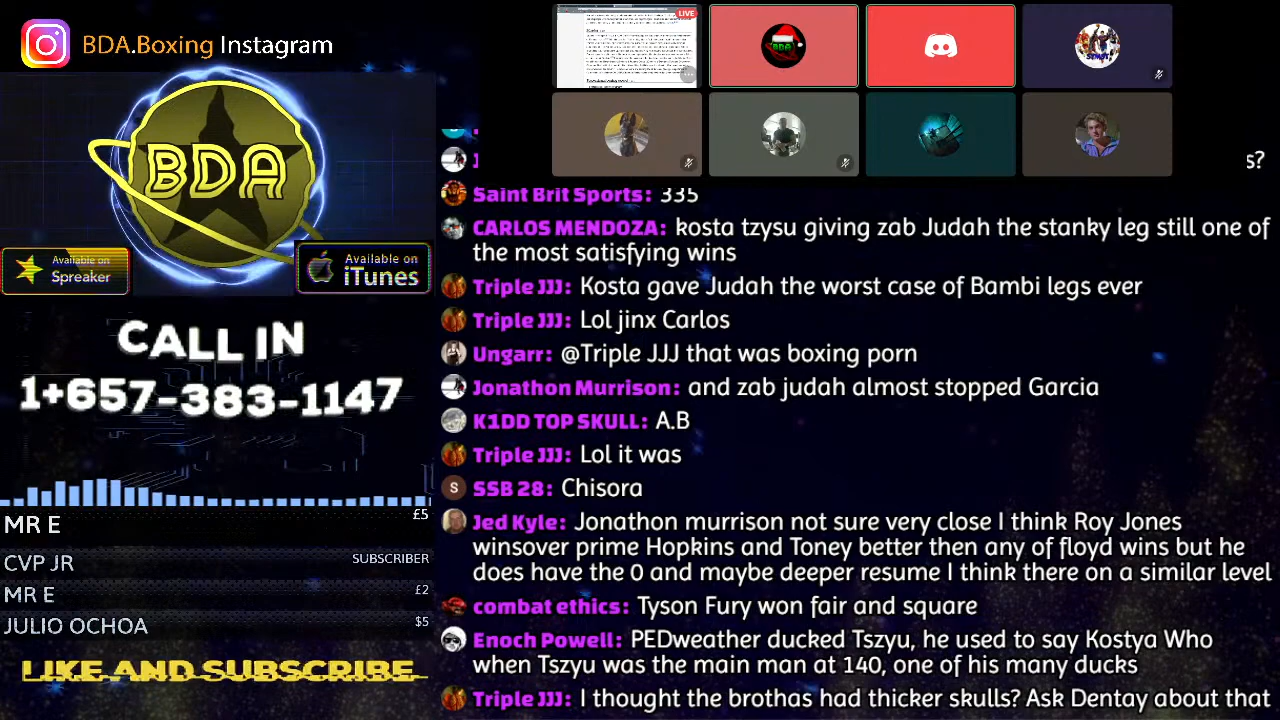 BDA.Boxing Instagram
LIVE
BDA
BDA
Available on
Spreaker
Available on
iTunes
CALL IN
1+657-383-1147
£5
MR E
CVP JR
SUBSCRIBER
MR E
£2
JULIO OCHOA
$5
LIKE AND SUBSCRIBE
s?
Saint Brit Sports: 335
CARLOS MENDOZA: kosta tzysu giving zab Judah the stanky leg still one of
the most satisfying wins
Triple JJJ: Kosta gave Judah the worst case of Bambi legs ever
Triple JJJ: Lol jinx Carlos
Ungarr: @Triple JJJ that was boxing porn
Jonathon Murrison: and zab judah almost stopped Garcia
K1DD TOP SKULL: A.B
Triple JJJ: Lol it was
S
SSB 28: Chisora
Jed Kyle: Jonathon murrison not sure very close I think Roy Jones
winsover prime Hopkins and Toney better then any of floyd wins but he
does have the 0 and maybe deeper resume I think there on a similar level
combat ethics: Tyson Fury won fair and square
Enoch Powell: PEDweather ducked Tszyu, he used to say Kostya Who
when Tszyu was the main man at 140, one of his many ducks
Triple JJJ: I thought the brothas had thicker skulls? Ask Dentay about that